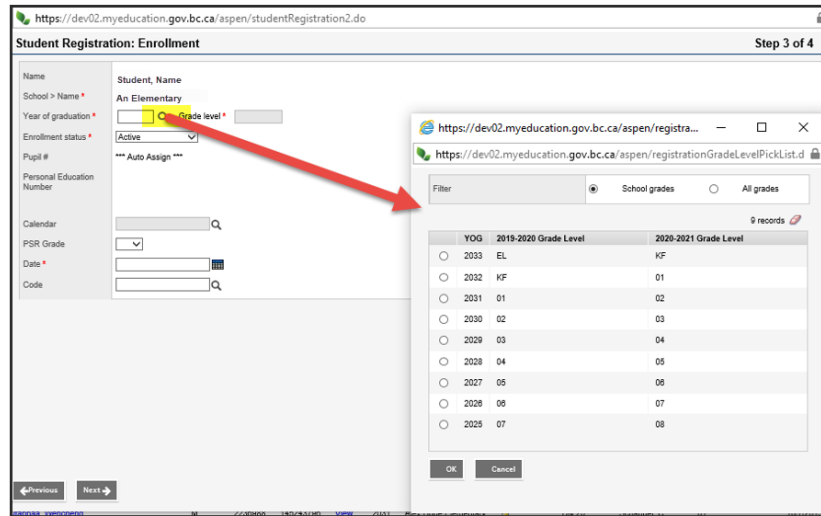 https://dev02.myeducation.gov.bc.ca/aspen/studentRegistration2.do
Student Registration: Enrollment Step 3 of 4
Name Student, Name
School > Name * An Elementary
Year of graduation * Grade level *
Enrollment status * Active
Pupil # *** Auto Assign ***
Personal Education
Number
Calendar
PSR Grade
Date *
Code
Previous Next
https://dev02.myeducation.gov.bc.ca/aspen/registra...
https://dev02.myeducation.gov.bc.ca/aspen/registrationGradeLevelPickList.d
Filter School grades All grades
9 records
YOG 2019-2020 Grade Level 2020-2021 Grade Level
2033 EL KF
2032 KF 01
2031 01 02
2030 02 03
2029 03 04
2028 04 05
2027 05 06
2026 06 07
2025 07 08
OK Cancel